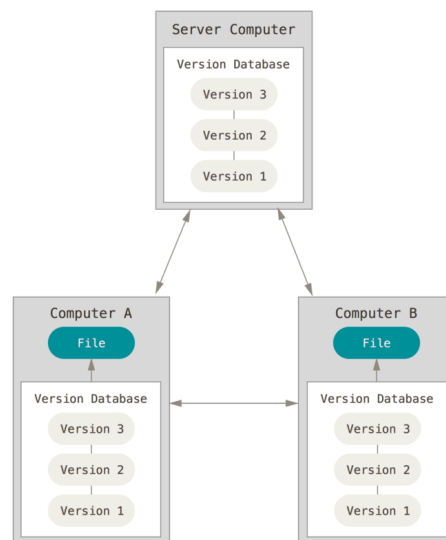 Server Computer
Version Database
Version 3
Version 2
Version 1
Computer A
File
Version Database
Version 3
Version 2
Version 1
Computer B
File
Version Database
Version 3
Version 2
Version 1